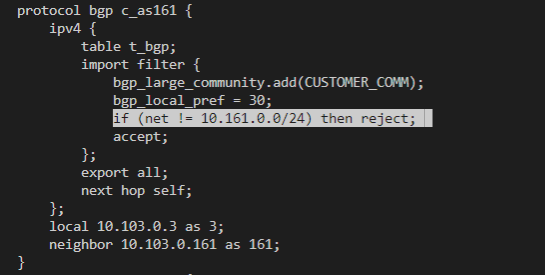 protocol bgp c_as161 {
    ipv4 {
        table t_bgp;
        import filter {
            bgp_large_community.add(CUSTOMER_COMM);
            bgp_local_pref = 30;
            if (net != 10.161.0.0/24) then reject;
            accept;
        };
        export all;
        next hop self;
    };
    local 10.103.0.3 as 3;
    neighbor 10.103.0.161 as 161;
}